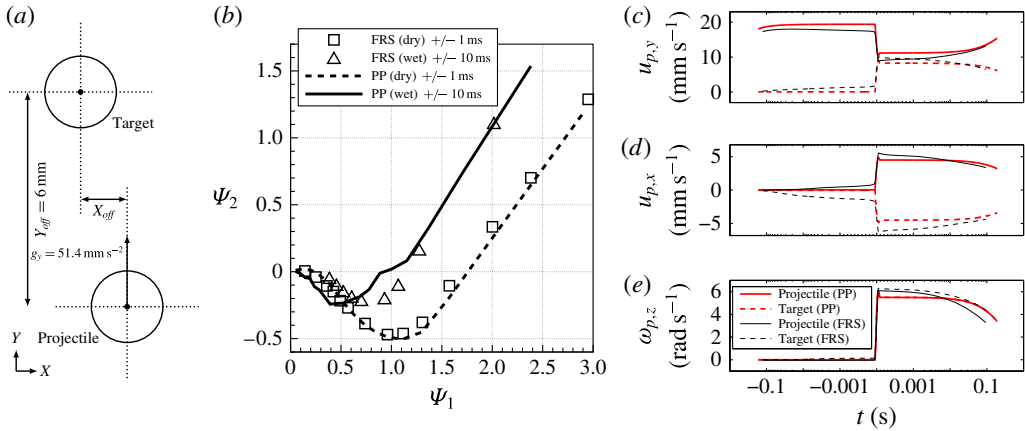 (a)
Target
Y_off = 6 mm
X_off
g_y = 51.4 mm s⁻²
Projectile
Y
X
(b)
FRS (dry) +/− 1 ms
FRS (wet) +/− 10 ms
PP (dry) +/− 1 ms
PP (wet) +/− 10 ms
1.5
1.0
0.5
0
−0.5
Ψ₂
0 0.5 1.0 1.5 2.0 2.5 3.0
Ψ₁
(c)
20
10
0
u_p,y
(mm s⁻¹)
(d)
5
0
−5
u_p,x
(mm s⁻¹)
(e)
6
4
2
0
ω_p,z
(rad s⁻¹)
Projectile (PP)
Target (PP)
Projectile (FRS)
Target (FRS)
−0.1 -0.001 0.001 0.1
t (s)